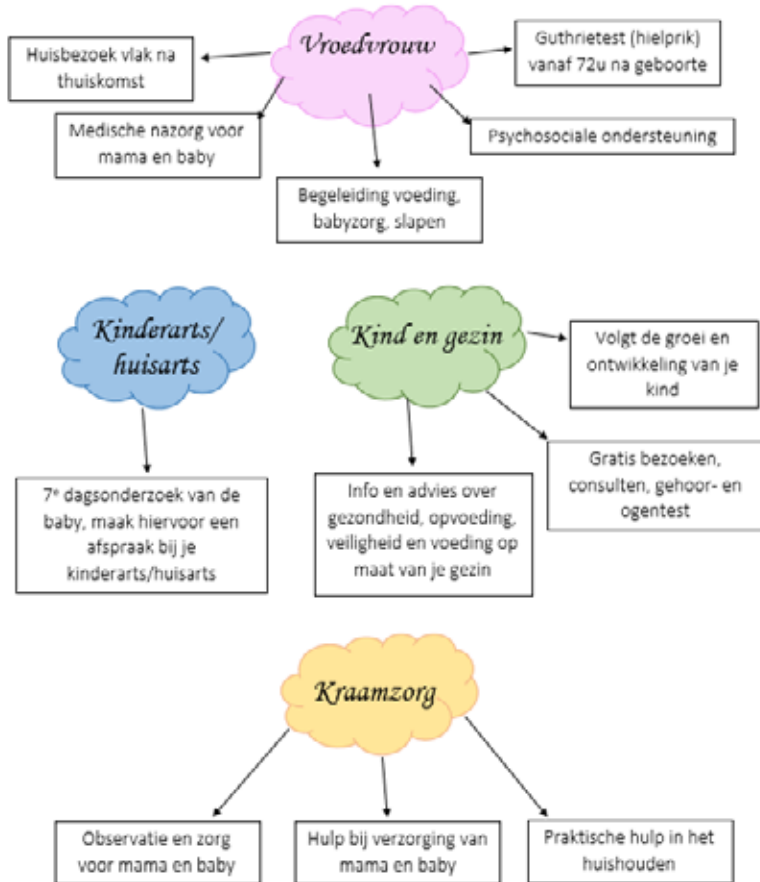 Vroedvrouw
Huisbezoek vlak na
thuiskomst
Guthrietest (hielprik)
vanaf 72u na geboorte
Medische nazorg voor
mama en baby
Psychosociale ondersteuning
Begeleiding voeding,
babyzorg, slapen
Kinderarts/
huisarts
7e dagsonderzoek van de
baby, maak hiervoor een
afspraak bij je
kinderarts/huisarts
Kind en gezin
Volgt de groei en
ontwikkeling van je
kind
Gratis bezoeken,
consulten, gehoor- en
ogentest
Info en advies over
gezondheid, opvoeding,
veiligheid en voeding op
maat van je gezin
Kraamzorg
Observatie en zorg
voor mama en baby
Hulp bij verzorging van
mama en baby
Praktische hulp in het
huishouden